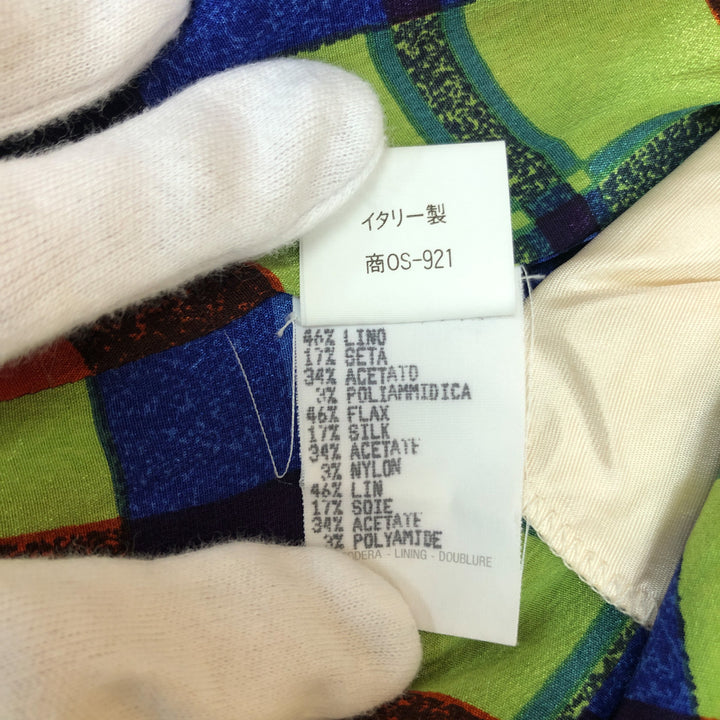 イタリー製
商OS-921
46% LINO
17% SETA
34% ACETATO
3% POLIAMMIDICA
46% FLAX
17% SILK
34% ACETATE
3% NYLON
46% LIN
17% SOIE
34% ACETATE
3% POLYAMIDE
FODERA - LINING - DOUBLURE